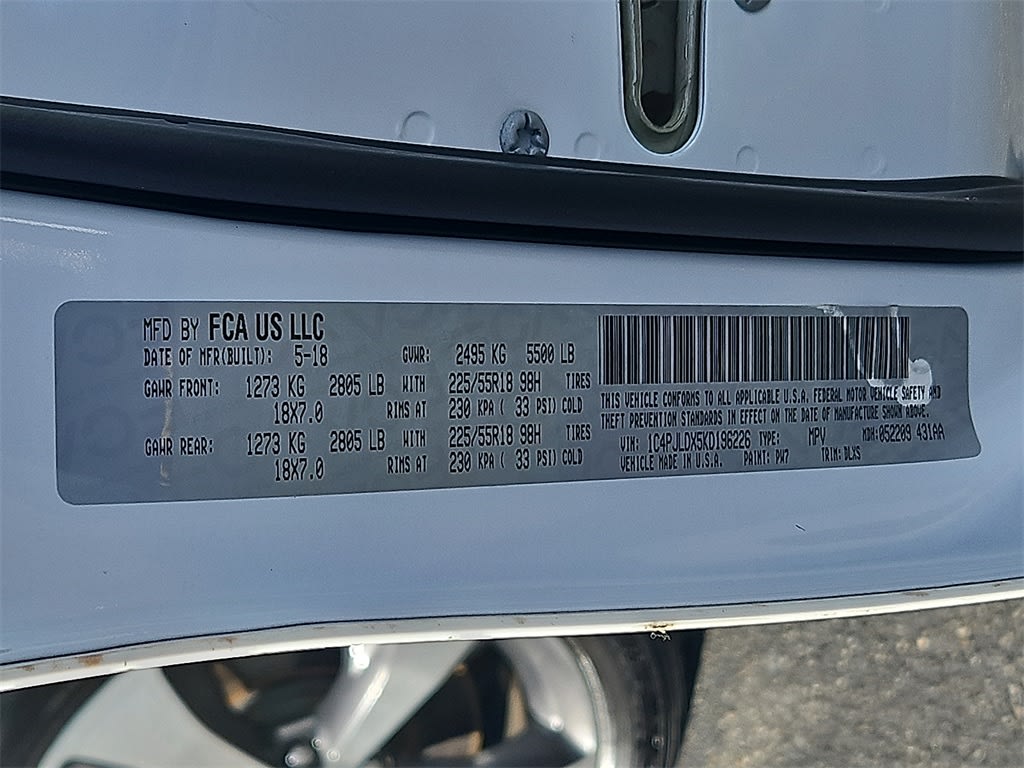 MFD BY FCA US LLC
DATE OF MFR(BUILT): 5-18 GVWR: 2495 KG 5500 LB
GAWR FRONT: 1273 KG 2805 LB WITH 225/55R18 98H TIRES
18X7.0 RIMS AT 230 KPA ( 33 PSI) COLD
GAWR REAR: 1273 KG 2805 LB WITH 225/55R18 98H TIRES
18X7.0 RIMS AT 230 KPA ( 33 PSI) COLD
THIS VEHICLE CONFORMS TO ALL APPLICABLE U.S.A. FEDERAL MOTOR VEHICLE SAFETY AND
THEFT PREVENTION STANDARDS IN EFFECT ON THE DATE OF MANUFACTURE SHOWN ABOVE.
VIN: 1C4PJLDX5KD196226 TYPE: MPV MDH:052209 431AA
VEHICLE MADE IN U.S.A. PAINT: PW7 TRIM: DLXS